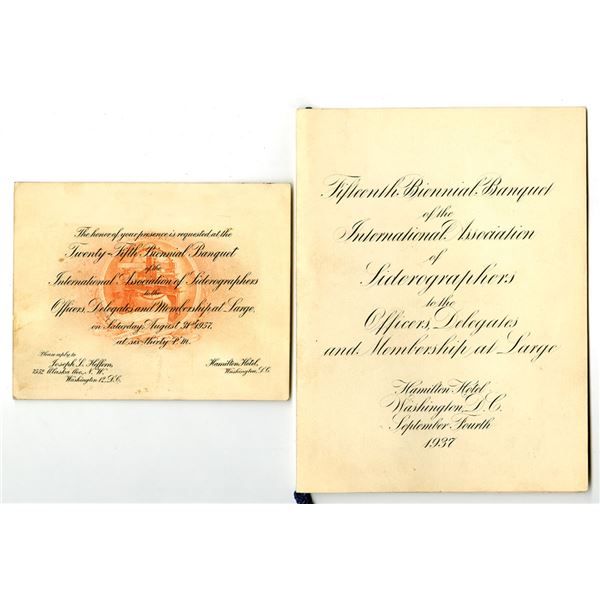 The honor of your presence is requested at the
Twenty-Fifth Biennial Banquet
of the
International Association of Siderographers
to the
Officers, Delegates and Membership at Large,
on Saturday, August 31st 1957,
at six-thirty P.M.
Please reply to
Joseph L. Heffern,
2552 Alaska Ave., N.W.
Washington 12, D.C.
Hamilton Hotel,
Washington, D.C.
Fifteenth Biennial Banquet
of the
International Association
of
Siderographers
to the
Officers, Delegates
and Membership at Large
Hamilton Hotel
Washington, D.C.
September Fourth
1937